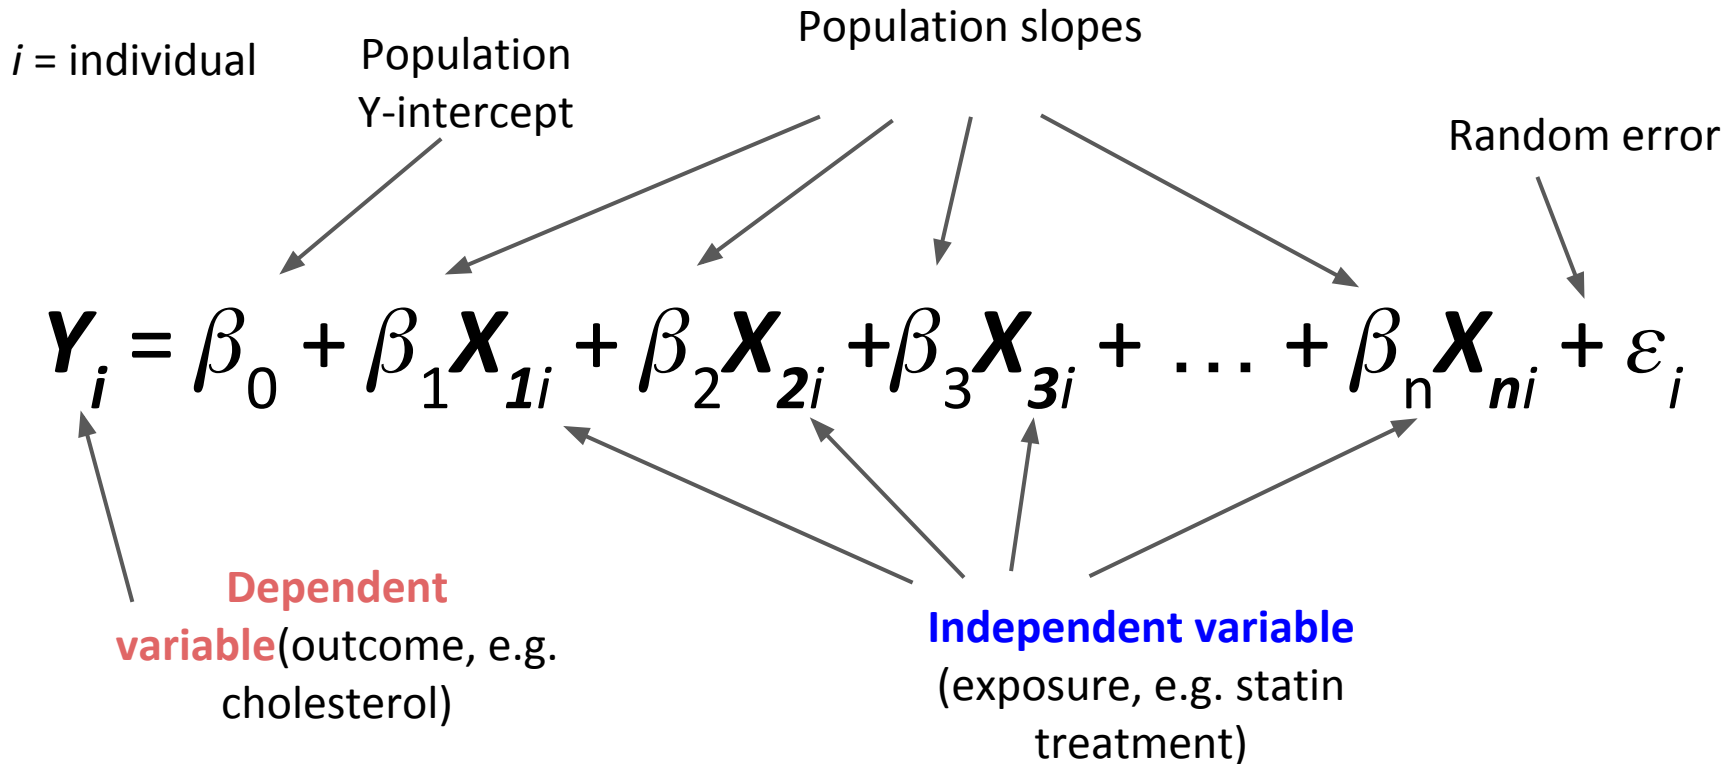 Population slopes
i = individual
Population
Y-intercept
Random error
Yᵢ = β₀ + β₁X₁ᵢ + β₂X₂ᵢ +β₃X₃ᵢ + … + βₙXₙᵢ + εᵢ
Dependent
variable(outcome, e.g.
cholesterol)
Independent variable
(exposure, e.g. statin
treatment)